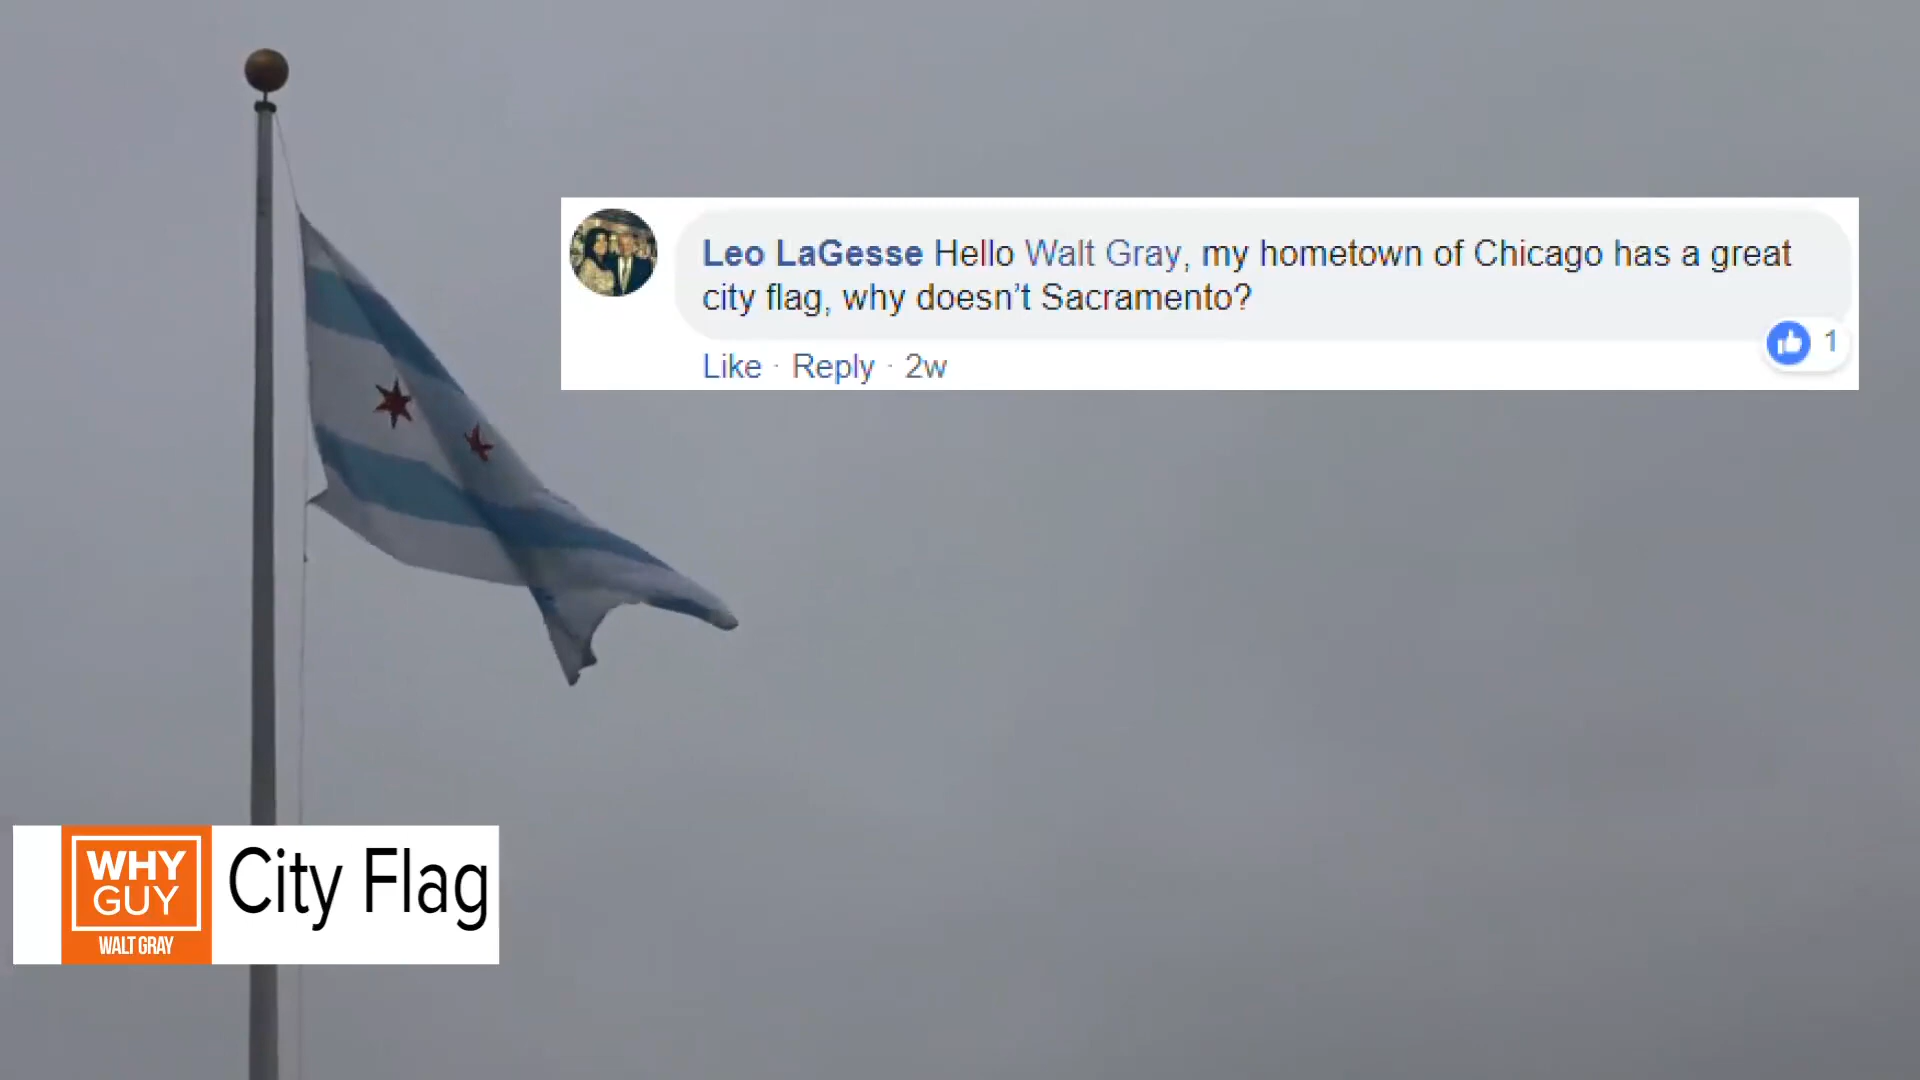 Leo LaGesse Hello Walt Gray, my hometown of Chicago has a great
city flag, why doesn’t Sacramento?
1
Like · Reply · 2w
WHY
GUY
WALT GRAY
City Flag